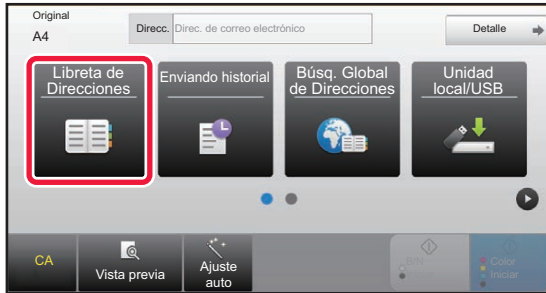 Original
A4
Direcc.
Direc. de correo electrónico
Detalle
Libreta de
Direcciones
Enviando historial
Búsq. Global
de Direcciones
Unidad
local/USB
CA
Vista previa
Ajuste
auto
B/N
Iniciar
Color
Iniciar